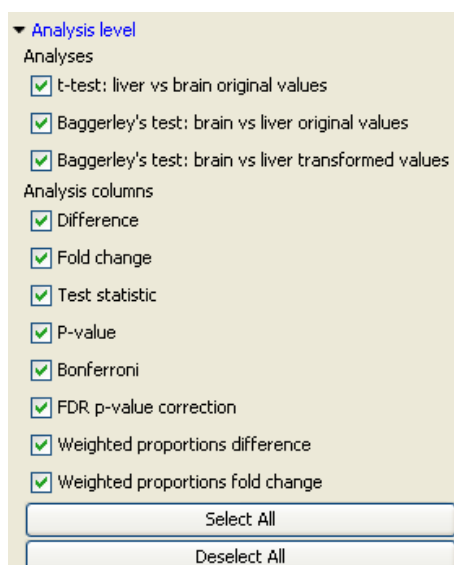 Analysis level
Analyses
t-test: liver vs brain original values
Baggerley's test: brain vs liver original values
Baggerley's test: brain vs liver transformed values
Analysis columns
Difference
Fold change
Test statistic
P-value
Bonferroni
FDR p-value correction
Weighted proportions difference
Weighted proportions fold change
Select All
Deselect All